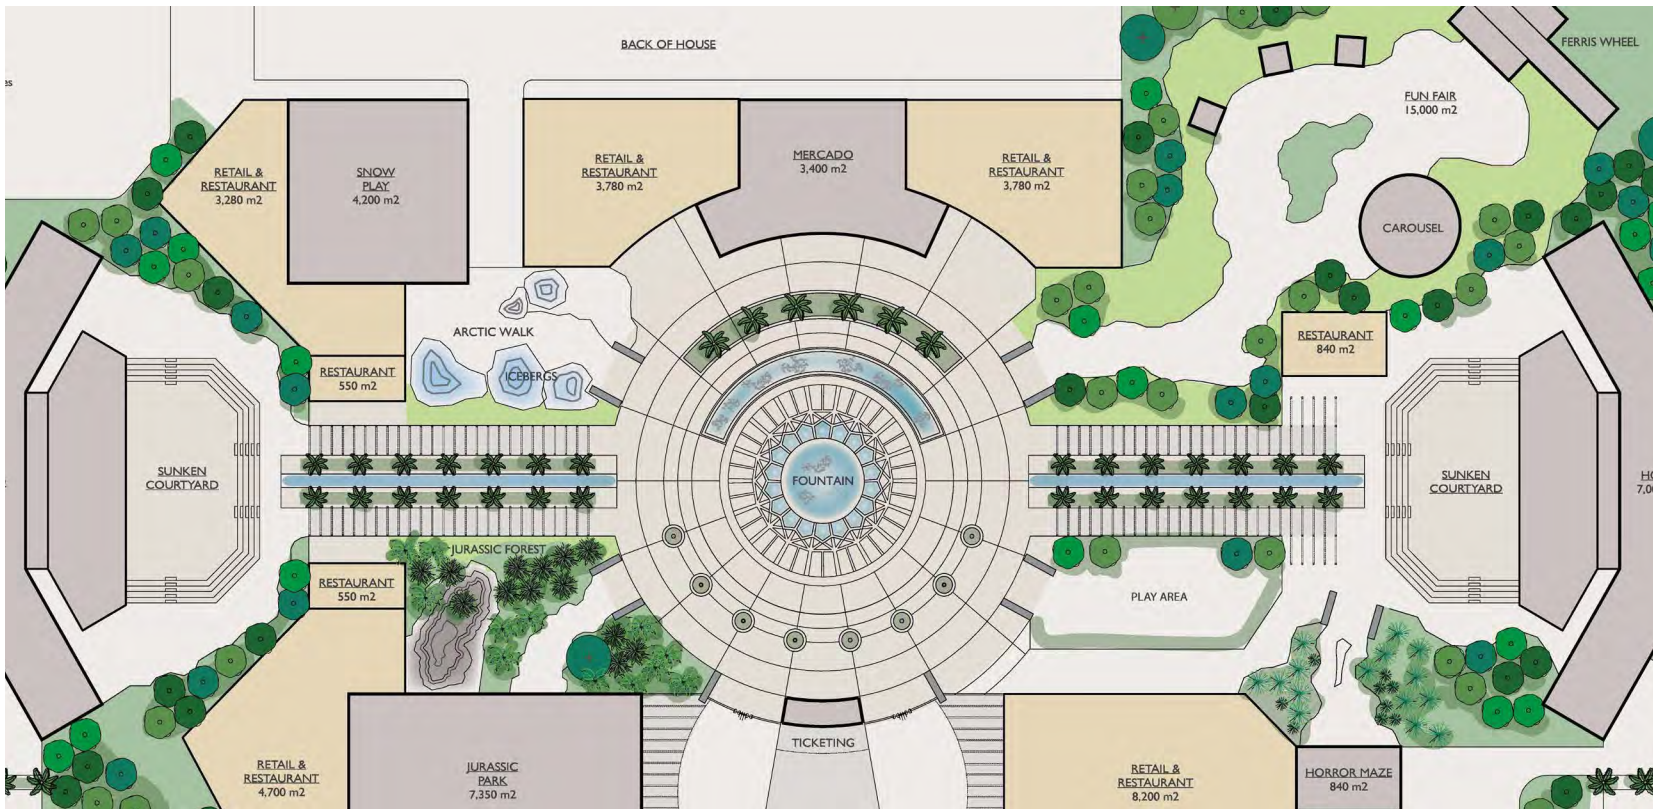 BACK OF HOUSE
FERRIS WHEEL
es
FUN FAIR
15,000 m2
RETAIL &
RESTAURANT
3,280 m2
SNOW
PLAY
4,200 m2
RETAIL &
RESTAURANT
3,780 m2
MERCADO
3,400 m2
RETAIL &
RESTAURANT
3,780 m2
CAROUSEL
ARCTIC WALK
ICEBERGS
RESTAURANT
550 m2
RESTAURANT
840 m2
SUNKEN
COURTYARD
FOUNTAIN
SUNKEN
COURTYARD
HO
7,00
JURASSIC FOREST
RESTAURANT
550 m2
PLAY AREA
TICKETING
RETAIL &
RESTAURANT
4,700 m2
JURASSIC
PARK
7,350 m2
RETAIL &
RESTAURANT
8,200 m2
HORROR MAZE
840 m2